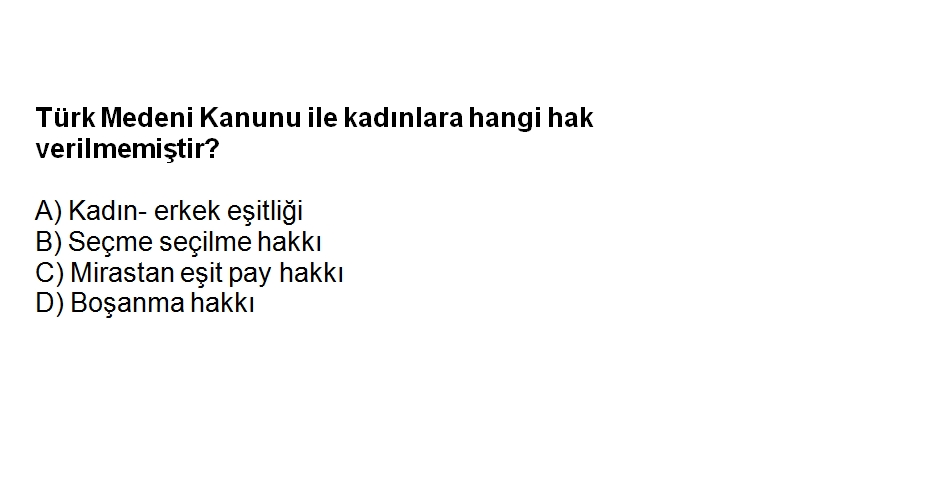 Türk Medeni Kanunu ile kadınlara hangi hak
verilmemiştir?
A) Kadın- erkek eşitliği
B) Seçme seçilme hakkı
C) Mirastan eşit pay hakkı
D) Boşanma hakkı